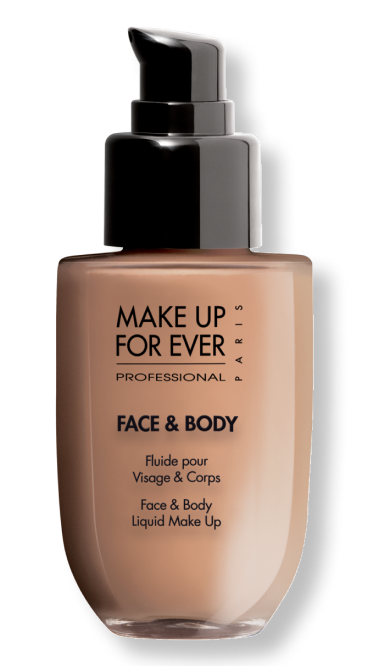 MAKE UP
FOR EVER
PARIS
PROFESSIONAL
FACE & BODY
Fluide pour
Visage & Corps
Face & Body
Liquid Make Up